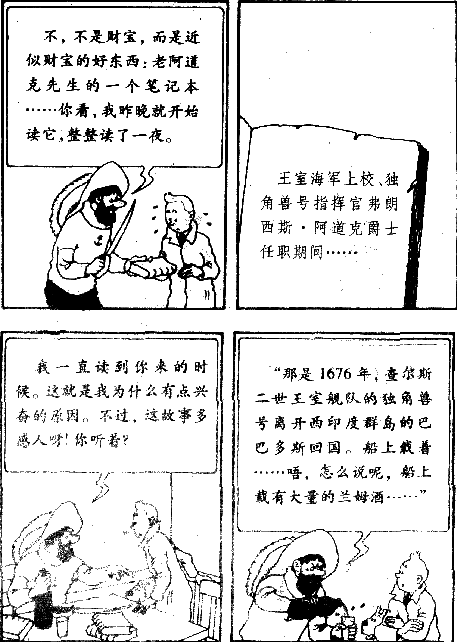 不，不是财宝，而是近
似财宝的好东西：老阿道
克先生的一个笔记本
……你看，我昨晚就开始
读它，整整读了一夜。
王室海军上校、独
角兽号指挥官弗朗
西斯·阿道克爵士
任职期间……
我一直读到你来的时
候。这就是我为什么有点兴
奋的原因。不过，这故事多
感人呀！你听着？
“那是1676年，查尔斯
二世王室舰队的独角兽
号离开西印度群岛的巴
巴多斯回国。船上载着
……唔，怎么说呢，船上
载有大量的兰姆酒……”